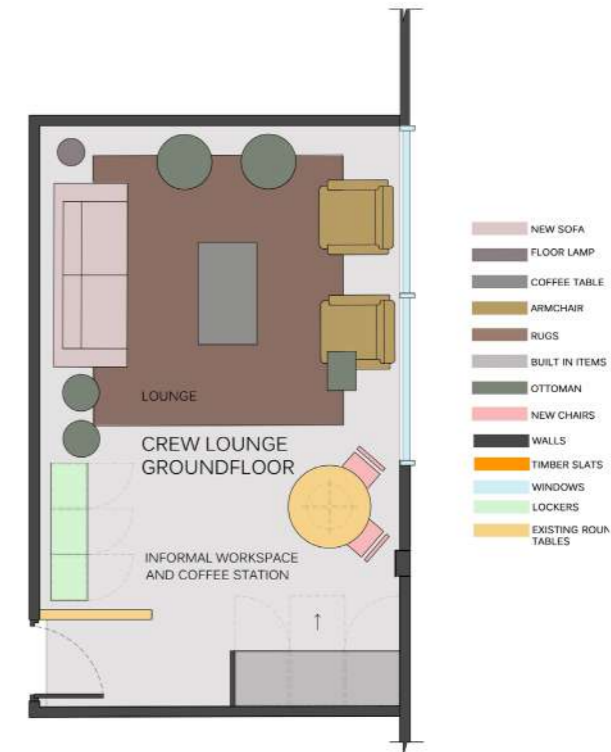 LOUNGE
CREW LOUNGE
GROUNDFLOOR
INFORMAL WORKSPACE
AND COFFEE STATION
NEW SOFA
FLOOR LAMP
COFFEE TABLE
ARMCHAIR
RUGS
BUILT IN ITEMS
OTTOMAN
NEW CHAIRS
WALLS
TIMBER SLATS
WINDOWS
LOCKERS
EXISTING ROUN
TABLES